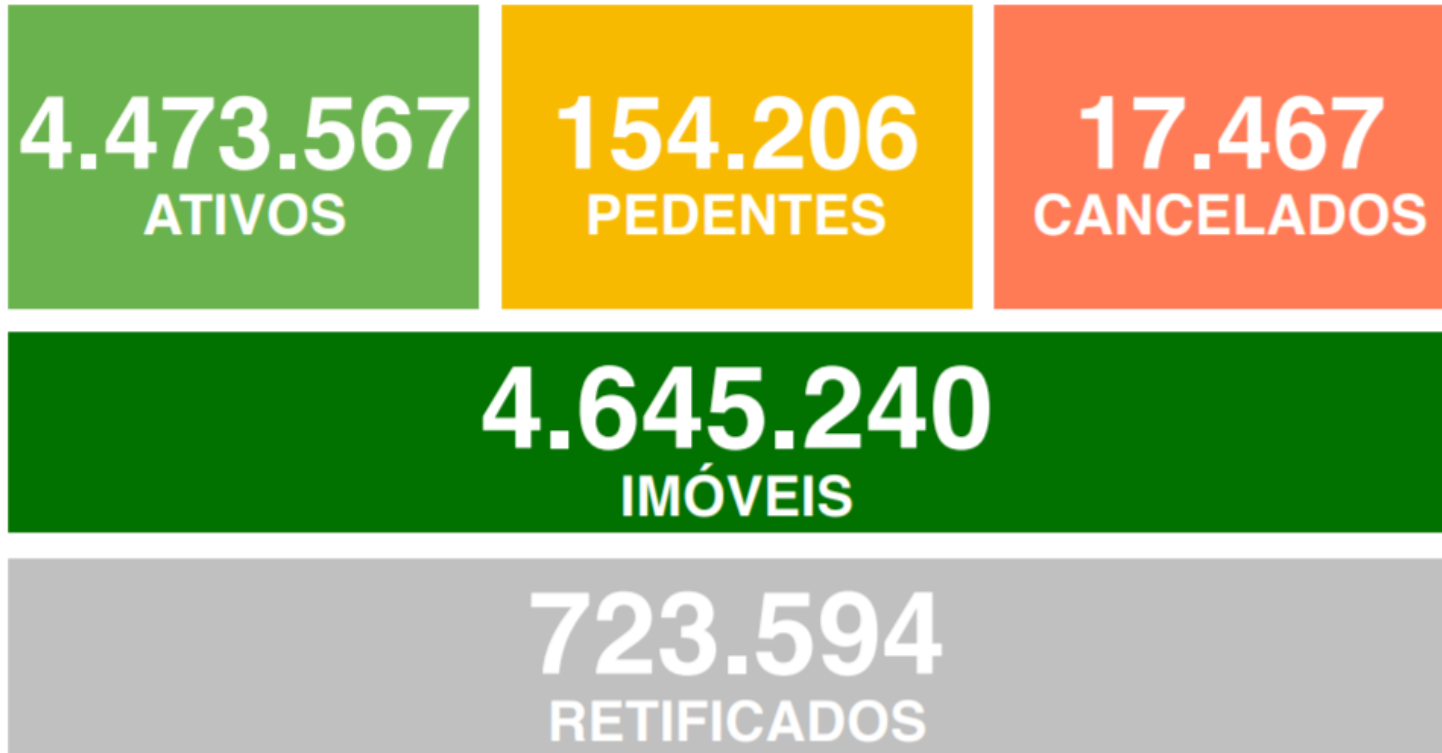 4.473.567
ATIVOS
154.206
PEDENTES
17.467
CANCELADOS
4.645.240
IMÓVEIS
723.594
RETIFICADOS